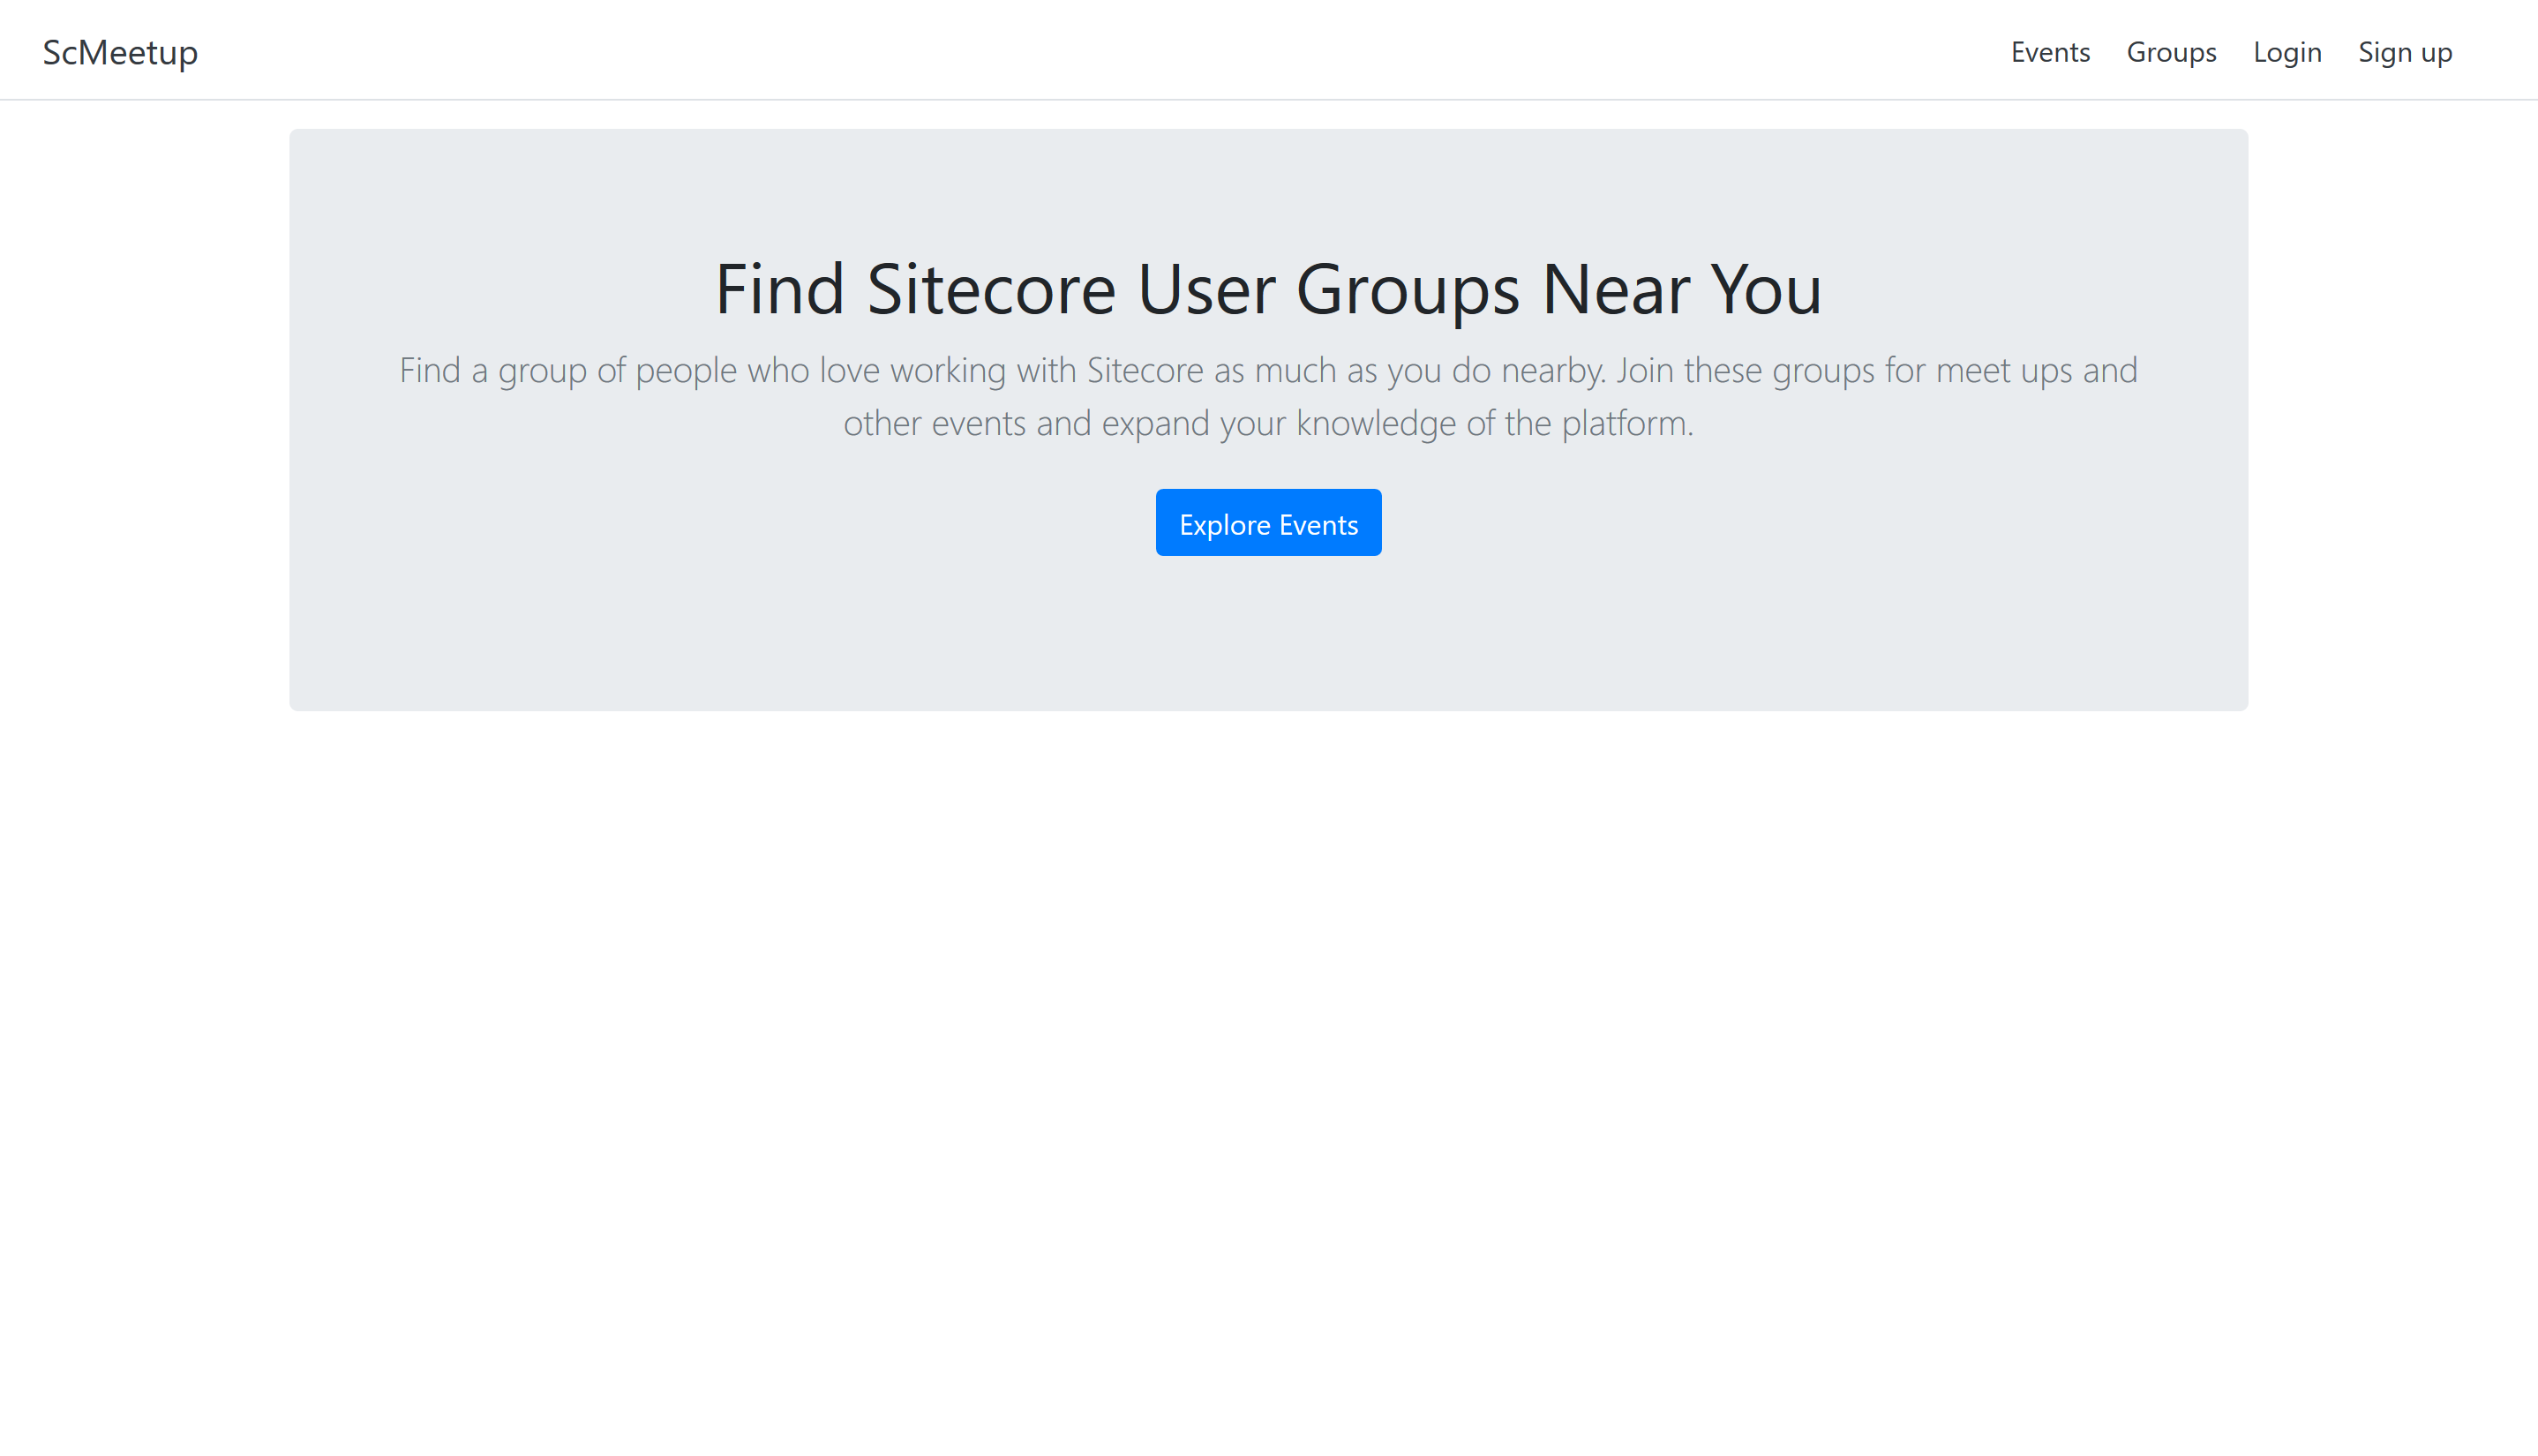 ScMeetup
Events Groups Login Sign up
Find Sitecore User Groups Near You
Find a group of people who love working with Sitecore as much as you do nearby. Join these groups for meet ups and
other events and expand your knowledge of the platform.
Explore Events